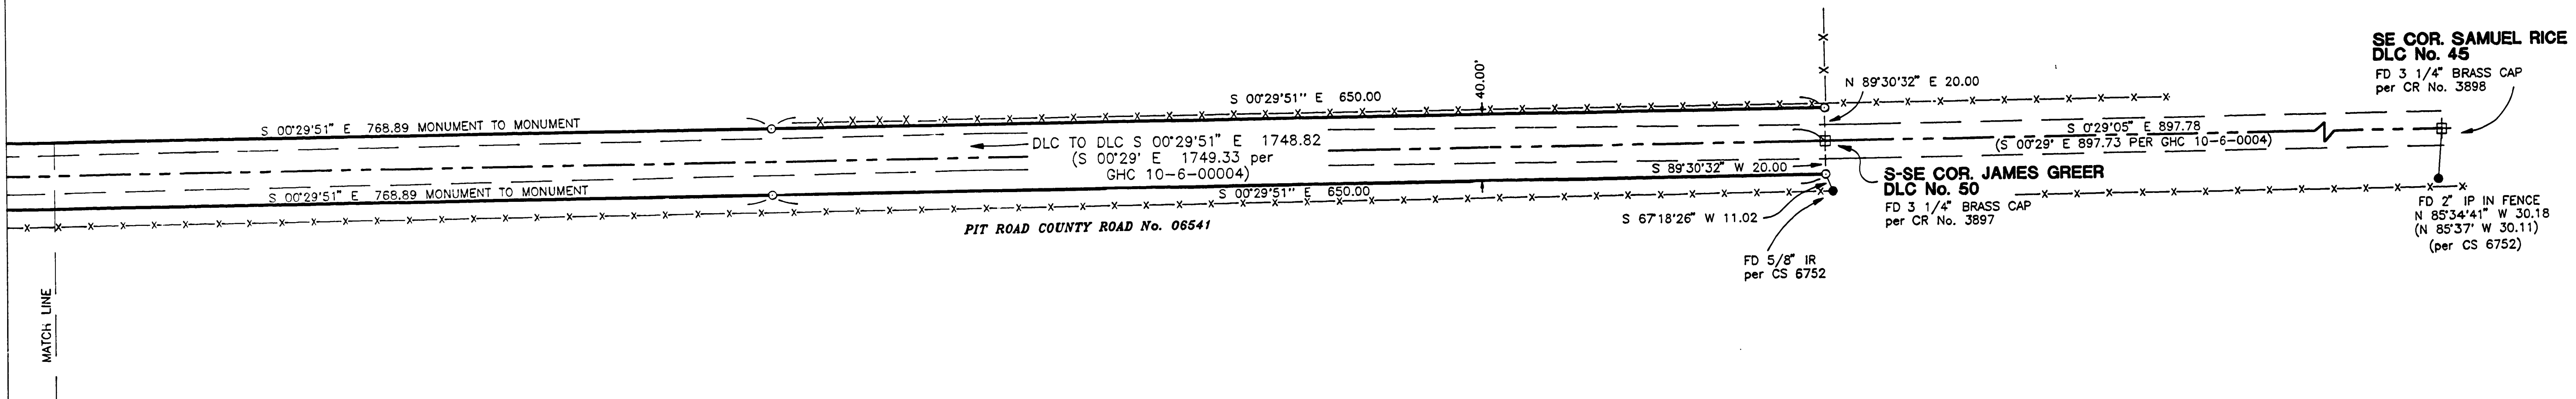 SE COR. SAMUEL RICE
DLC No. 45
FD 3 1/4" BRASS CAP
per CR No. 3898
N 89°30'32" E 20.00
40.00'
S 00°29'51" E 650.00
S 00°29'51" E 768.89 MONUMENT TO MONUMENT
DLC TO DLC S 00°29'51" E 1748.82
(S 00°29' E 1749.33 per
GHC 10-6-00004)
S 0°29'05" E 897.78
(S 00°29' E 897.73 PER GHC 10-6-0004)
S 89°30'32" W 20.00
S-SE COR. JAMES GREER
DLC No. 50
FD 3 1/4" BRASS CAP
per CR No. 3897
S 00°29'51" E 768.89 MONUMENT TO MONUMENT
S 00°29'51" E 650.00
S 67°18'26" W 11.02
PIT ROAD COUNTY ROAD No. 06541
FD 2" IP IN FENCE
N 85°34'41" W 30.18
(N 85°37' W 30.11)
(per CS 6752)
FD 5/8" IR
per CS 6752
MATCH LINE